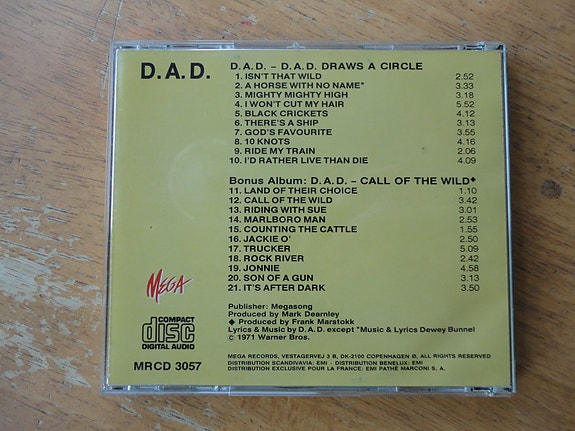 D.A.D.
D.A.D. – D.A.D. DRAWS A CIRCLE
1. ISN'T THAT WILD 2.52
2. A HORSE WITH NO NAME* 3.33
3. MIGHTY MIGHTY HIGH 3.18
4. I WON'T CUT MY HAIR 5.52
5. BLACK CRICKETS 4.12
6. THERE'S A SHIP 3.13
7. GOD'S FAVOURITE 3.55
8. 10 KNOTS 4.16
9. RIDE MY TRAIN 2.06
10. I'D RATHER LIVE THAN DIE 4.09
Bonus Album: D.A.D. – CALL OF THE WILD◆
11. LAND OF THEIR CHOICE 1.10
12. CALL OF THE WILD 3.42
13. RIDING WITH SUE 3.01
14. MARLBORO MAN 2.53
15. COUNTING THE CATTLE 1.55
16. JACKIE O' 2.50
17. TRUCKER 5.09
18. ROCK RIVER 2.42
19. JONNIE 4.58
20. SON OF A GUN 3.13
21. IT'S AFTER DARK 3.50
MEGA
Publisher: Megasong
Produced by Mark Dearnley
◆ Produced by Frank Marstokk
Lyrics & Music by D.A.D. except *Music & Lyrics Dewey Bunnel
© 1971 Warner Bros.
COMPACT
disc
DIGITAL AUDIO
MRCD 3057
MEGA RECORDS, VESTAGERVEJ 3 B, DK-2100 COPENHAGEN Ø, ALL RIGHTS RESERVED
DISTRIBUTION SCANDIVAVIA: EMI - DISTRIBUTION BENELUX: EMI
DISTRIBUTION EXCLUSIVE POUR LA FRANCE: EMI PATHÉ MARCONI S. A.